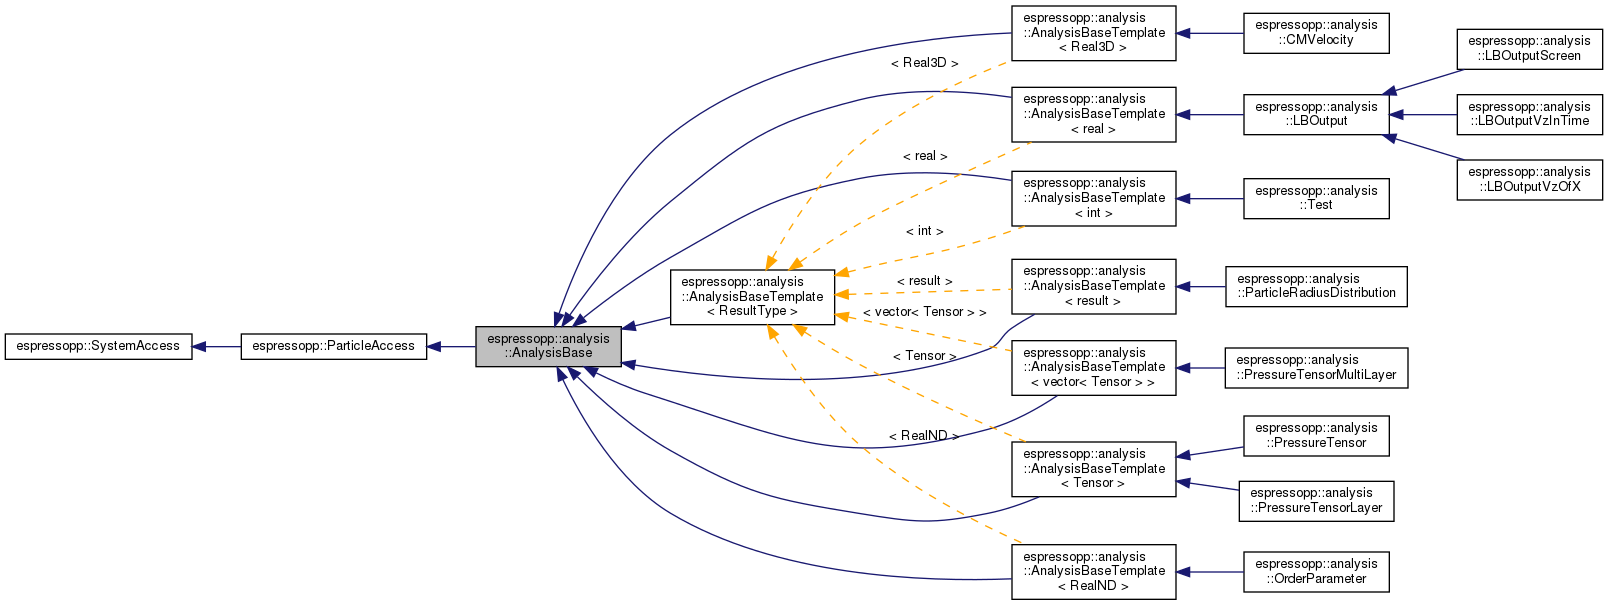 espressopp::SystemAccess
espressopp::ParticleAccess
espressopp::analysis
::AnalysisBase
espressopp::analysis
::AnalysisBaseTemplate
< ResultType >
< Real3D >
< real >
< int >
< result >
< vector< Tensor > >
< Tensor >
< RealND >
espressopp::analysis
::AnalysisBaseTemplate
< Real3D >
espressopp::analysis
::AnalysisBaseTemplate
< real >
espressopp::analysis
::AnalysisBaseTemplate
< int >
espressopp::analysis
::AnalysisBaseTemplate
< result >
espressopp::analysis
::AnalysisBaseTemplate
< vector< Tensor > >
espressopp::analysis
::AnalysisBaseTemplate
< Tensor >
espressopp::analysis
::AnalysisBaseTemplate
< RealND >
espressopp::analysis
::CMVelocity
espressopp::analysis
::LBOutput
espressopp::analysis
::Test
espressopp::analysis
::ParticleRadiusDistribution
espressopp::analysis
::PressureTensorMultiLayer
espressopp::analysis
::PressureTensor
espressopp::analysis
::PressureTensorLayer
espressopp::analysis
::OrderParameter
espressopp::analysis
::LBOutputScreen
espressopp::analysis
::LBOutputVzInTime
espressopp::analysis
::LBOutputVzOfX